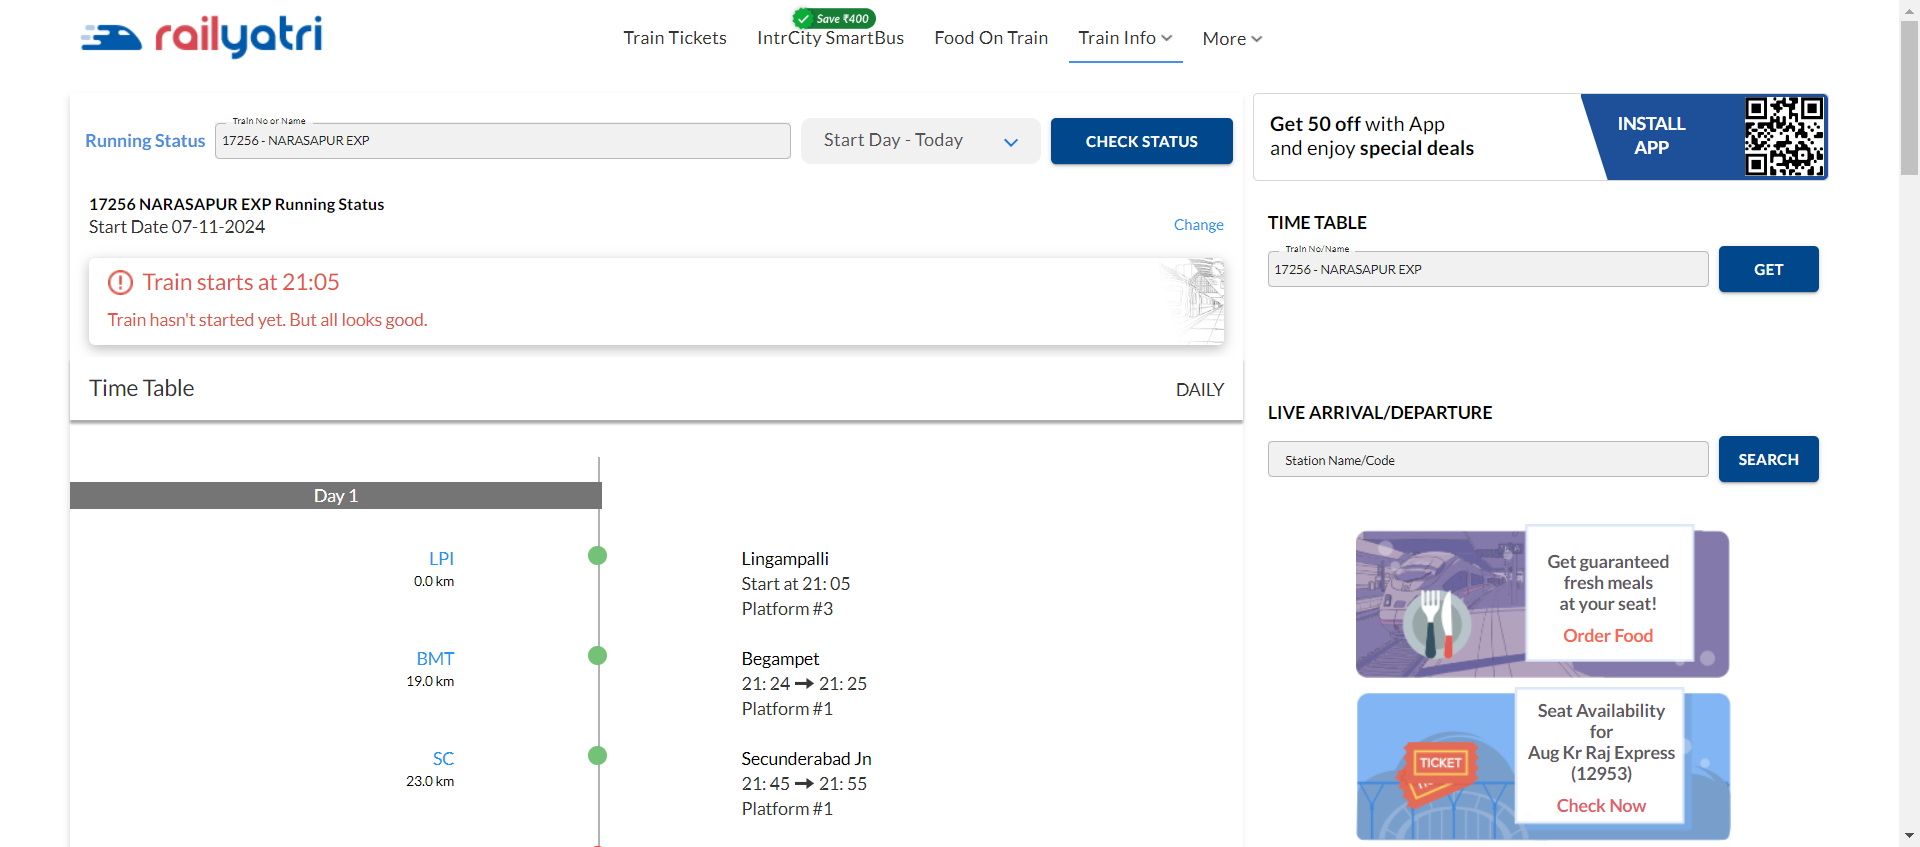 railyatri
Train Tickets
Save ₹400
IntrCity SmartBus
Food On Train
Train Info
More
Running Status
Train No or Name
17256 - NARASAPUR EXP
Start Day - Today
CHECK STATUS
17256 NARASAPUR EXP Running Status
Start Date 07-11-2024
Change
Train starts at 21:05
Train hasn't started yet. But all looks good.
Time Table
DAILY
Day 1
LPI
0.0 km
Lingampalli
Start at 21: 05
Platform #3
BMT
19.0 km
Begampet
21: 24 → 21: 25
Platform #1
SC
23.0 km
Secunderabad Jn
21: 45 → 21: 55
Platform #1
Get 50 off with App
and enjoy special deals
INSTALL
APP
TIME TABLE
Train No/Name
17256 - NARASAPUR EXP
GET
LIVE ARRIVAL/DEPARTURE
Station Name/Code
SEARCH
Get guaranteed
fresh meals
at your seat!
Order Food
TICKET
Seat Availability
for
Aug Kr Raj Express
(12953)
Check Now